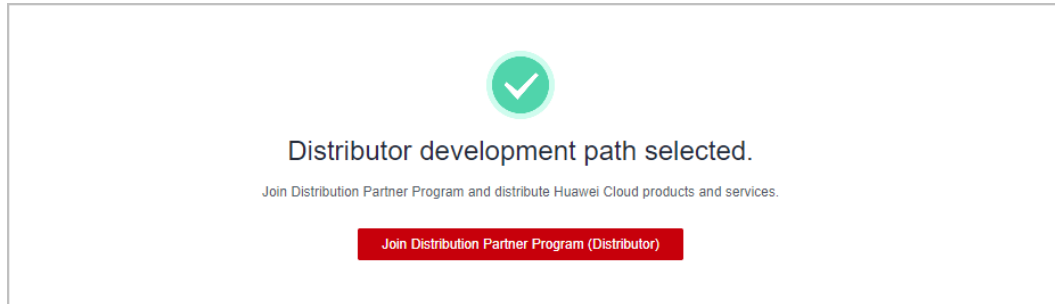 Distributor development path selected.
Join Distribution Partner Program and distribute Huawei Cloud products and services.
Join Distribution Partner Program (Distributor)